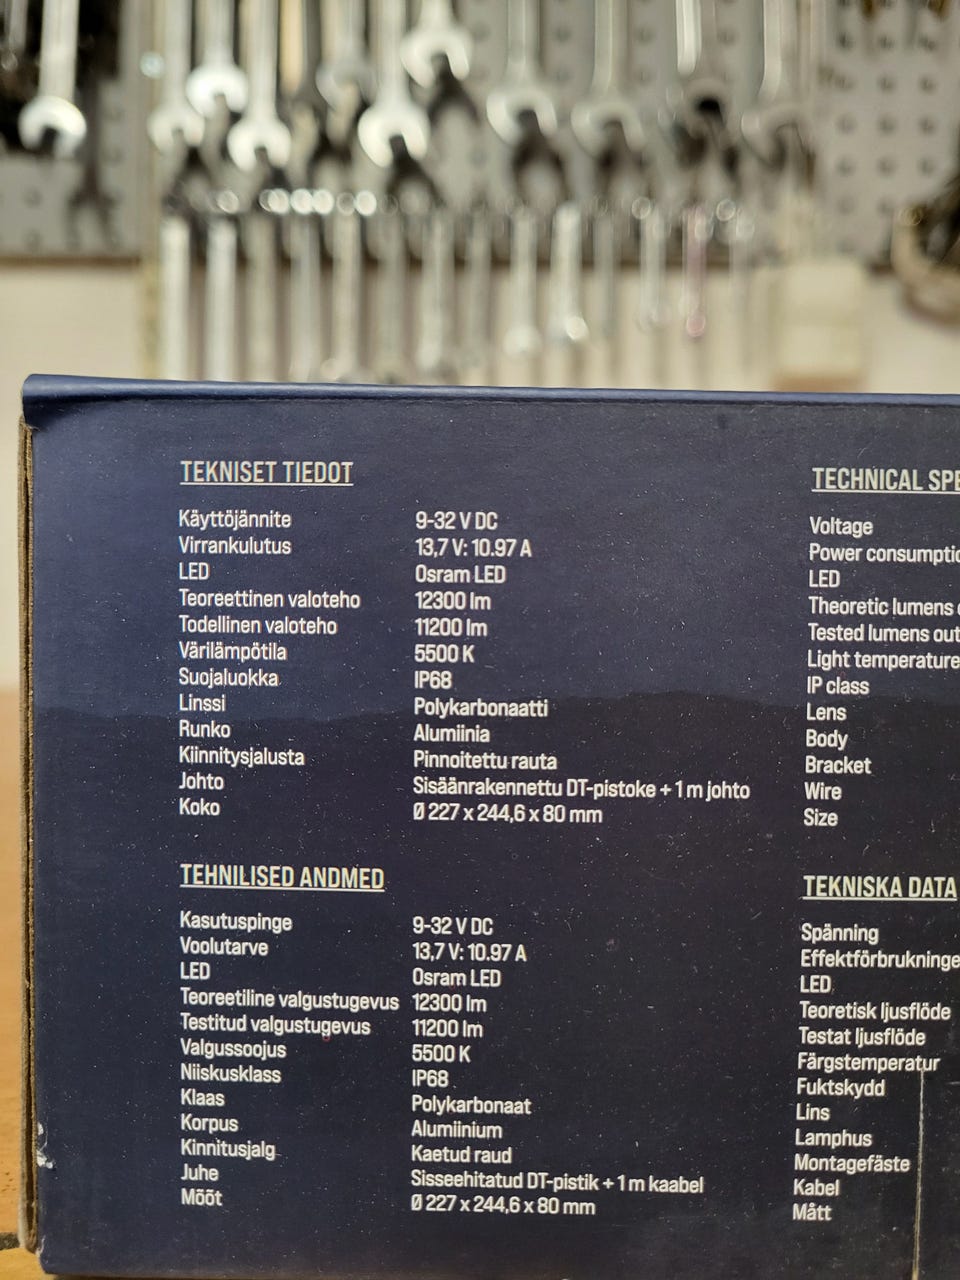 TEKNISET TIEDOT
Käyttöjännite 9-32 V DC
Virrankulutus 13,7 V: 10.97 A
LED Osram LED
Teoreettinen valoteho 12300 lm
Todellinen valoteho 11200 lm
Värilämpötila 5500 K
Suojaluokka IP68
Linssi Polykarbonaatti
Runko Alumiinia
Kiinnitysjalusta Pinnoitettu rauta
Johto Sisäänrakennettu DT-pistoke + 1 m johto
Koko Ø 227 x 244,6 x 80 mm
TECHNICAL
Voltage
Power
LED
Theoretic lumens
Tested lumens
Light temperature
IP class
Lens
Body
Bracket
Wire
Size
TEHNILISED ANDMED
Kasutuspinge 9-32 V DC
Voolutarve 13,7 V: 10.97 A
LED Osram LED
Teoreetiline valgustugevus 12300 lm
Testitud valgustugevus 11200 lm
Valgussoojus 5500 K
Niiskusklass IP68
Klaas Polykarbonaat
Korpus Alumiinium
Kinnitusjalg Kaetud raud
Juhe Sisseehitatud DT-pistik + 1 m kaabel
Mõõt Ø 227 x 244,6 x 80 mm
TEKNISKA DATA
Spänning
LED
Teoretisk ljusflöde
Testat ljusflöde
Färgstemperatur
Fuktskydd
Lins
Lamphus
Montagefäste
Kabel
Mått